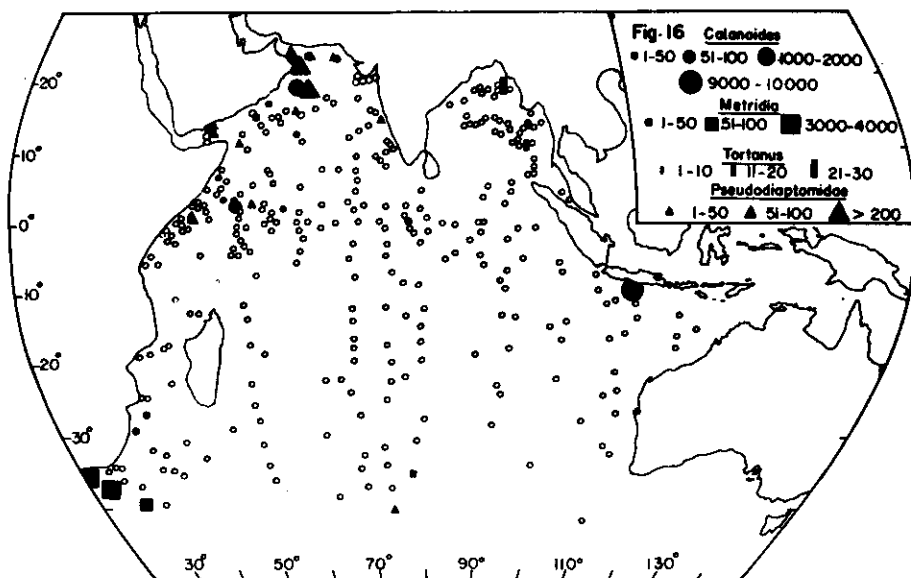 Fig·16 Calanoides
1-50 51-100 1000-2000
9000-10000
Metridia
1-50 51-100 3000-4000
Tortanus
1-10 11-20 21-30
Pseudodiaptomidae
1-50 51-100 > 200
20°
10°
0°
10°
20°
30°
30° 50° 70° 90° 110° 130°